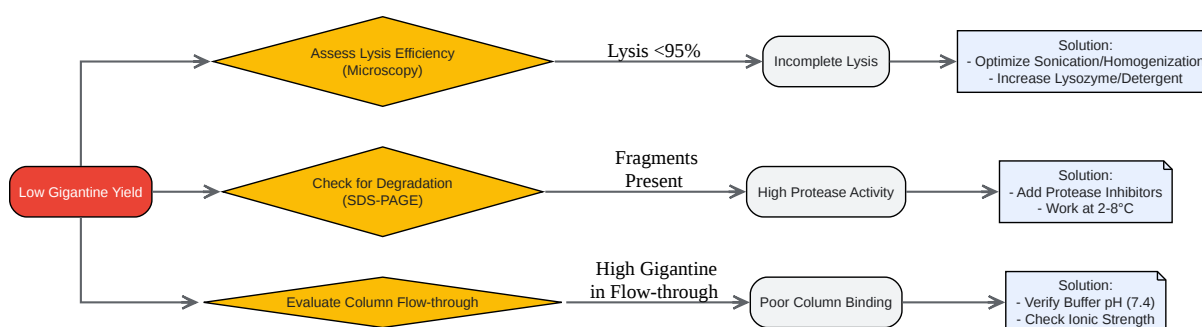 Low Gigantine Yield
Assess Lysis Efficiency
(Microscopy)
Lysis <95%
Incomplete Lysis
Solution:
- Optimize Sonication/Homogenization
- Increase Lysozyme/Detergent
Check for Degradation
(SDS-PAGE)
Fragments
Present
High Protease Activity
Solution:
- Add Protease Inhibitors
- Work at 2-8°C
Evaluate Column Flow-through
High Gigantine
in Flow-through
Poor Column Binding
Solution:
- Verify Buffer pH (7.4)
- Check Ionic Strength